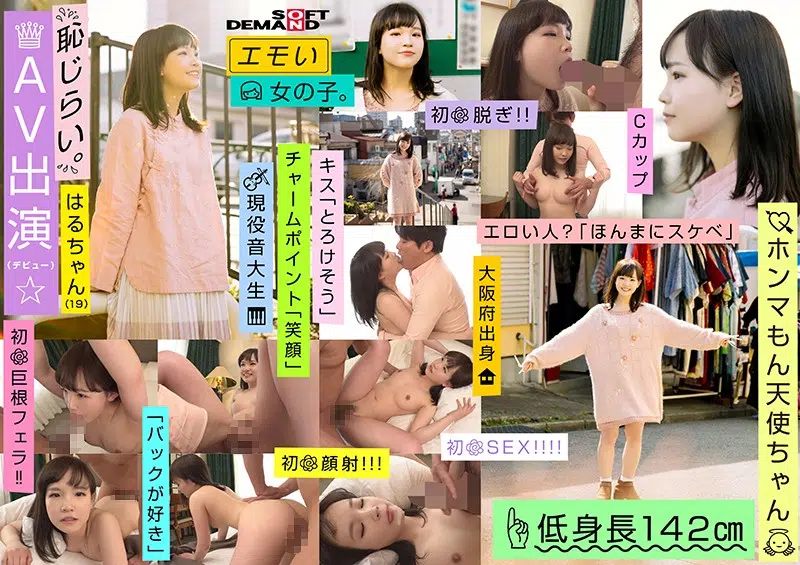 恥じらい。
AV出演
(デビュー)
☆
はるちゃん
(19)
SOFT
DEMAND
エモい
女の子。
現役音大生
チャームポイント「笑顔」
キス「とろけそう」
初脱ぎ!!
Cカップ
エロい人?「ほんまにスケベ」
大阪府出身
ホンマもん天使ちゃん
初巨根フェラ!!
「バックが好き」
初顔射!!!
初SEX!!!!
低身長142cm